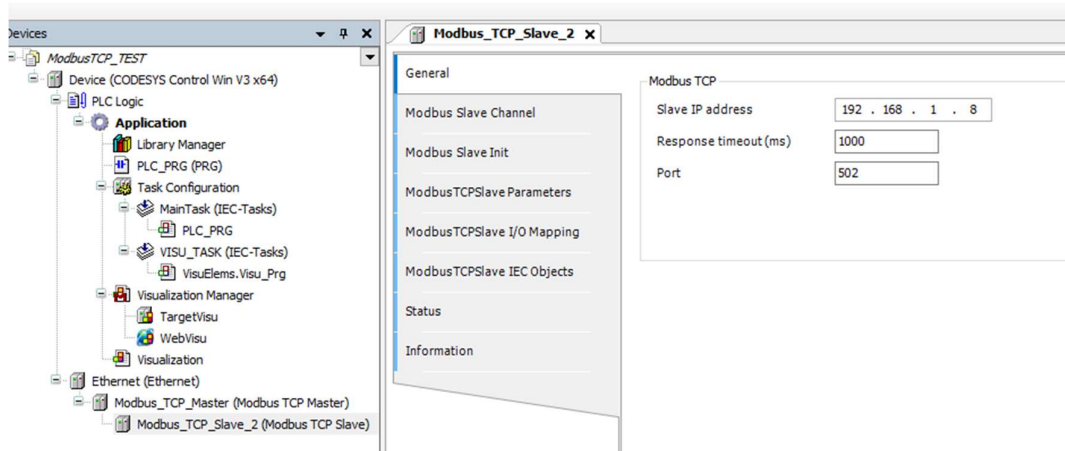 Devices
ModbusTCP_TEST
Device (CODESYS Control Win V3 x64)
PLC Logic
Application
Library Manager
PLC_PRG (PRG)
Task Configuration
MainTask (IEC-Tasks)
PLC_PRG
VISU_TASK (IEC-Tasks)
VisuElems.Visu_Prg
Visualization Manager
TargetVisu
WebVisu
Visualization
Ethernet (Ethernet)
Modbus_TCP_Master (Modbus TCP Master)
Modbus_TCP_Slave_2 (Modbus TCP Slave)
Modbus_TCP_Slave_2
General
Modbus Slave Channel
Modbus Slave Init
ModbusTCPSlave Parameters
ModbusTCPSlave I/O Mapping
ModbusTCPSlave IEC Objects
Status
Information
Modbus TCP
Slave IP address 192 . 168 . 1 . 8
Response timeout (ms) 1000
Port 502